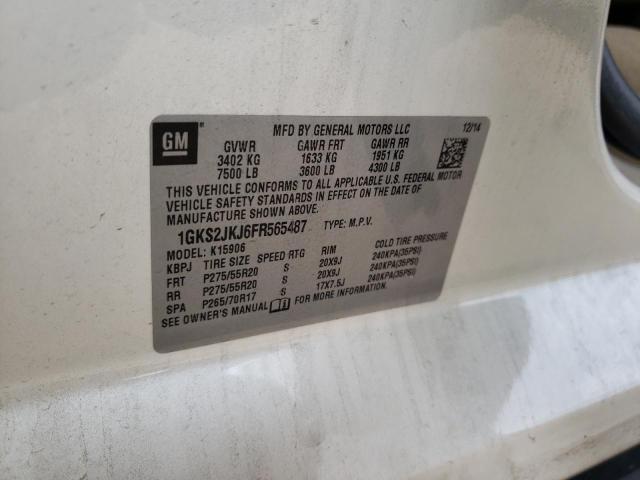 GM
MFD BY GENERAL MOTORS LLC 12/14
GVWR GAWR FRT GAWR RR
3402 KG 1633 KG 1951 KG
7500 LB 3600 LB 4300 LB
THIS VEHICLE CONFORMS TO ALL APPLICABLE U.S. FEDERAL MOTOR
VEHICLE SAFETY STANDARDS IN EFFECT ON THE DATE OF
MANUFACTURE SHOWN ABOVE.
1GKS2JKJ6FR565487 TYPE: M.P.V.
MODEL: K15906
KBPJ TIRE SIZE SPEED RTG RIM COLD TIRE PRESSURE
FRT P275/55R20 S 20X9J 240KPA(35PSI)
RR P275/55R20 S 20X9J 240KPA(35PSI)
SPA P265/70R17 S 17X7.5J 240KPA(35PSI)
SEE OWNER'S MANUAL FOR MORE INFORMATION.